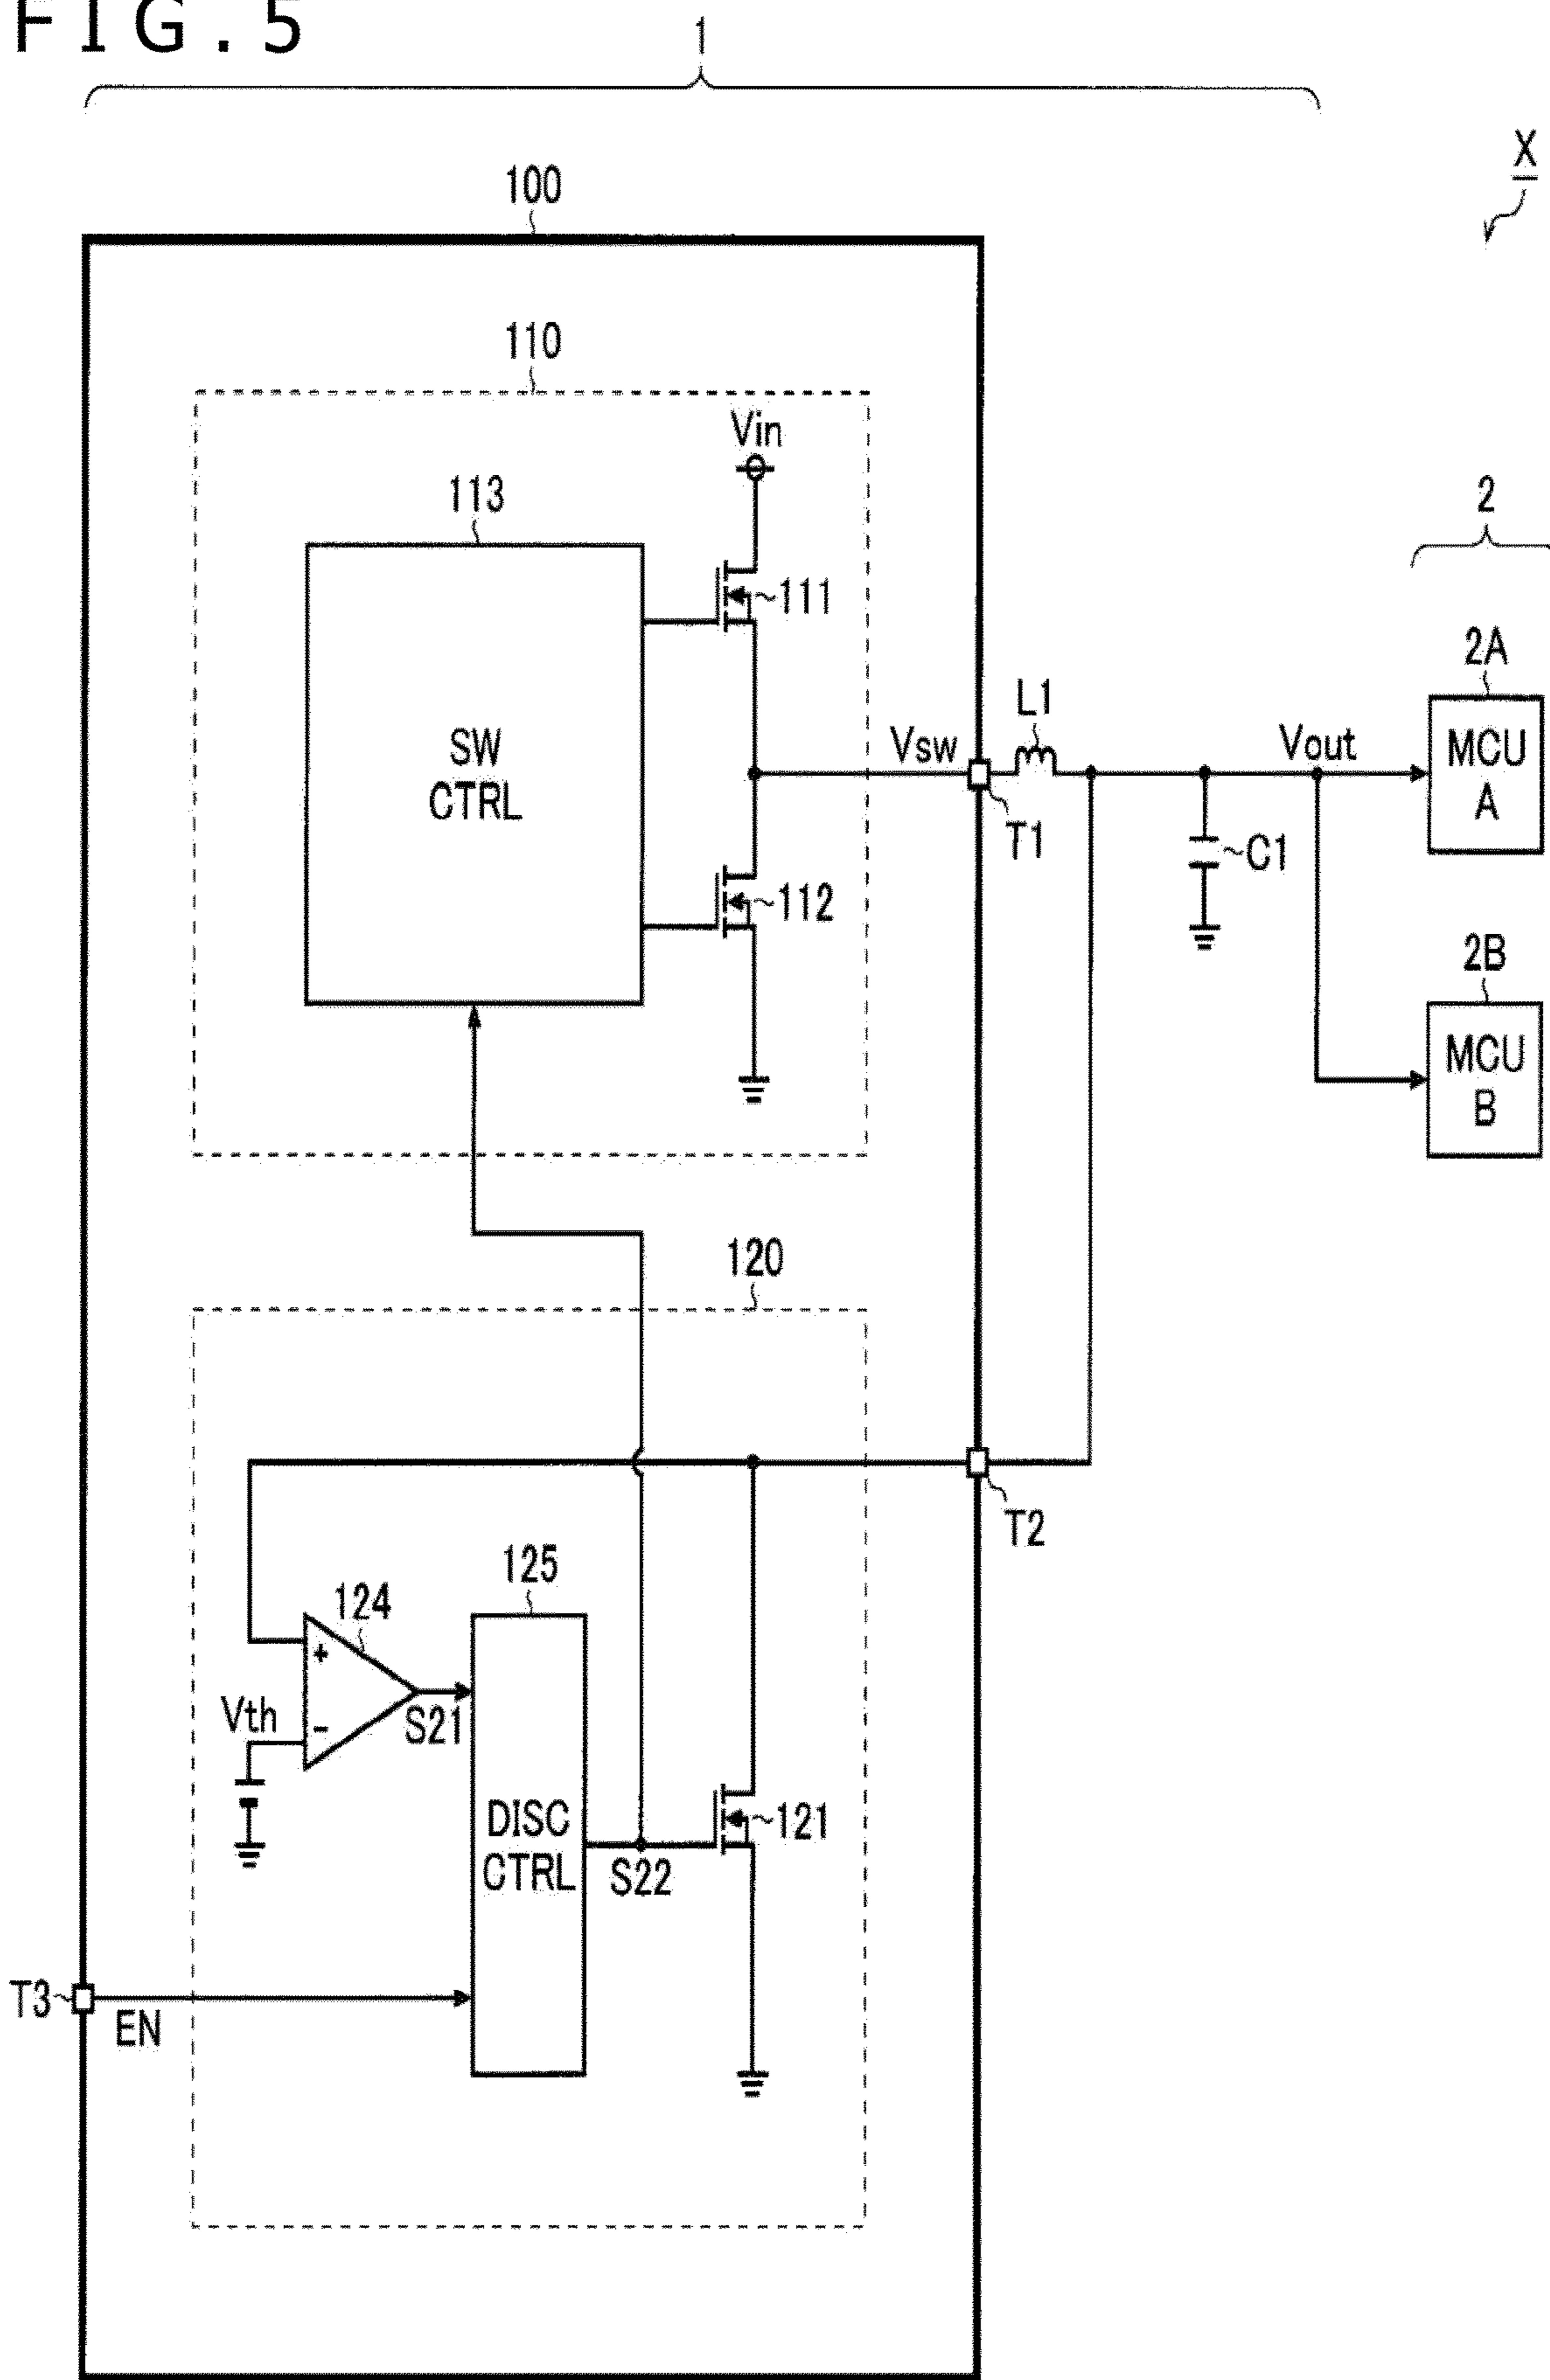 FIG. 5
1
X
100
110
Vin
113
2
111
2A
L1
SW
CTRL
Vsw
Vout
MCU
A
T1
C1
112
2B
MCU
B
120
T2
125
124
+
Vth
-
S21
DISC
CTRL
121
S22
T3
EN